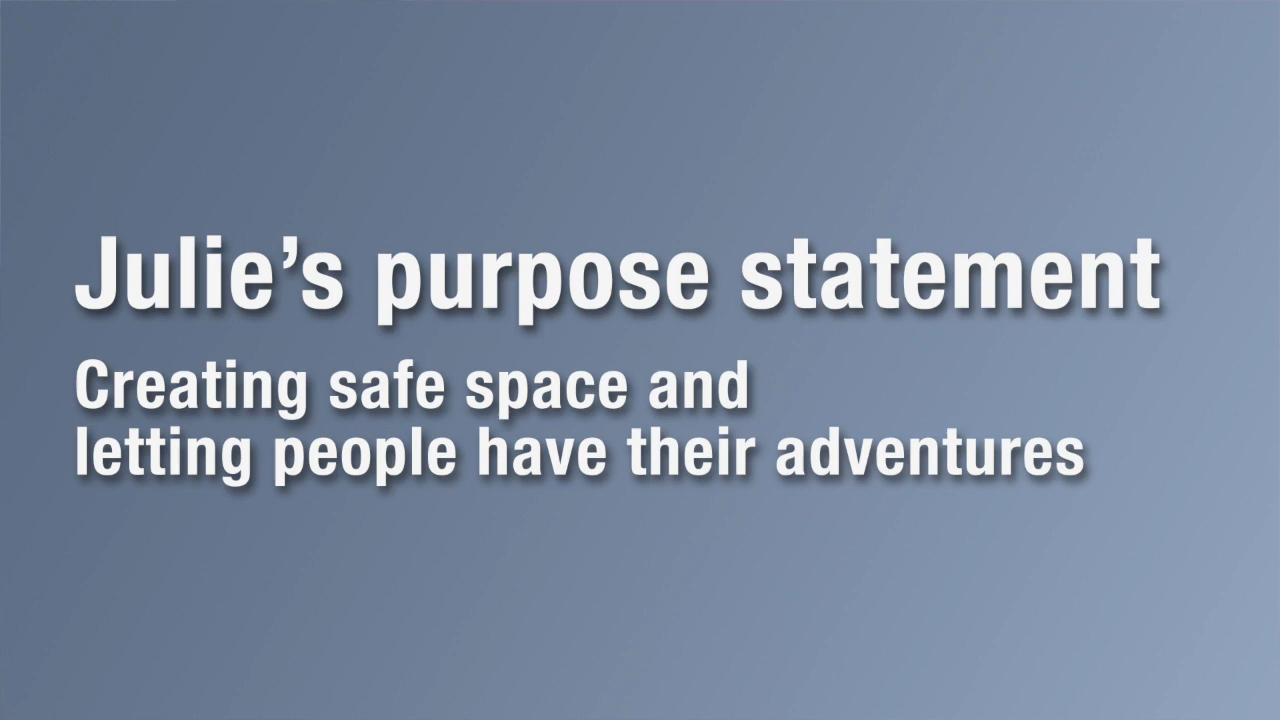 Julie’s purpose statement
Creating safe space and
letting people have their adventures